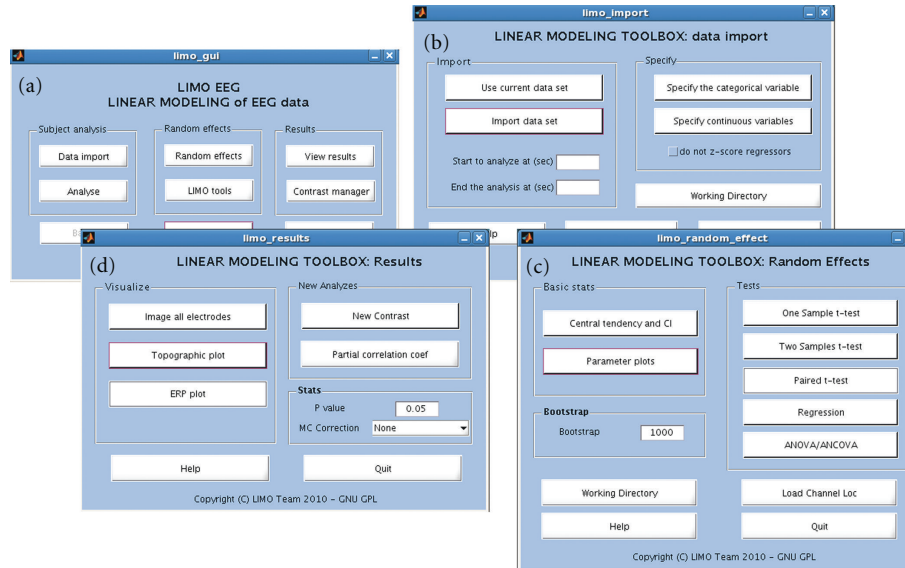 limo_gui
(a)
LIMO EEG
LINEAR MODELING of EEG data
Subject analysis
Data import
Analyse
Random effects
Random effects
LIMO tools
Results
View results
Contrast manager
limo_import
(b)
LINEAR MODELING TOOLBOX: data import
Import
Use current data set
Import data set
Start to analyze at (sec)
End the analysis at (sec)
Specify
Specify the categorical variable
Specify continuous variables
do not z-score regressors
Working Directory
limo_results
(d)
LINEAR MODELING TOOLBOX: Results
Visualize
Image all electrodes
Topographic plot
ERP plot
New Analyzes
New Contrast
Partial correlation coef
Stats
P value 0.05
MC Correction None
Help
Quit
Copyright (C) LIMO Team 2010 – GNU GPL
limo_random_effect
(c)
LINEAR MODELING TOOLBOX: Random Effects
Basic stats
Central tendency and CI
Parameter plots
Bootstrap
Bootstrap 1000
Tests
One Sample t-test
Two Samples t-test
Paired t-test
Regression
ANOVA/ANCOVA
Working Directory
Load Channel Loc
Help
Quit
Copyright (C) LIMO Team 2010 – GNU GPL